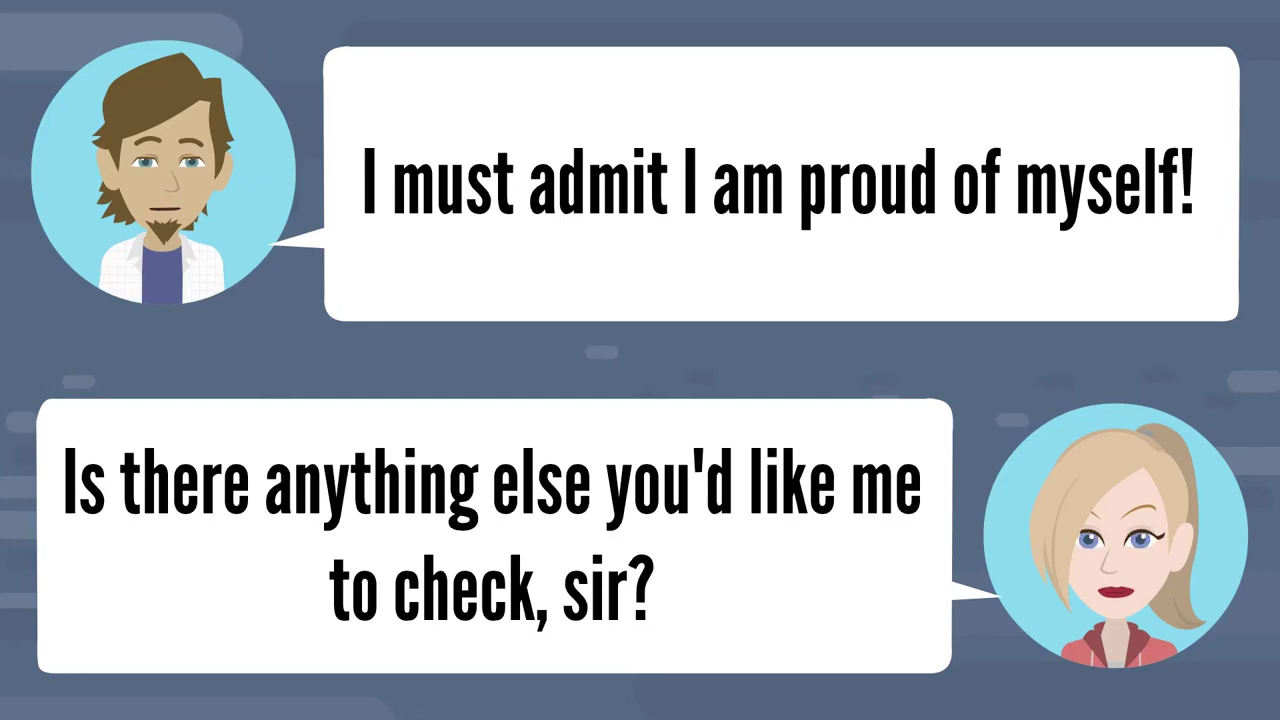 I must admit I am proud of myself!
Is there anything else you'd like me
to check, sir?